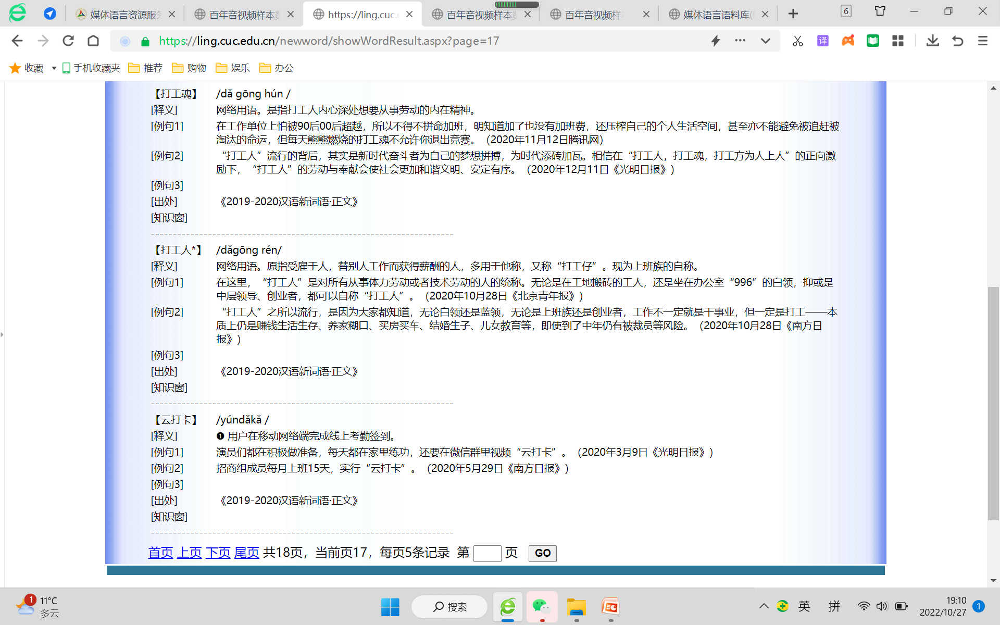 媒体语言资源服务
百年音视频样本数
https://ling.cuc.e
百年音视频样本数
百年音视频样本
媒体语言语料库(
6
https://ling.cuc.edu.cn/newword/showWordResult.aspx?page=17
译
收藏 手机收藏夹 推荐 购物 娱乐 办公
【打工魂】 /dǎ gōng hún /
[释义] 网络用语。是指打工人内心深处想要从事劳动的内在精神。
[例句1] 在工作单位上怕被90后00后超越，所以不得不拼命加班，明知道加了也没有加班费，还压榨自己的个人生活空间，甚至亦不能避免被追赶被
淘汰的命运，但每天熊熊燃烧的打工魂不允许你退出竞赛。（2020年11月12日腾讯网）
[例句2] “打工人”流行的背后，其实是新时代奋斗者为自己的梦想拼搏，为时代添砖加瓦。相信在“打工人，打工魂，打工方为人上人”的正向激
励下，“打工人”的劳动与奉献会使社会更加和谐文明、安定有序。（2020年12月11日《光明日报》）
[例句3]
[出处] 《2019-2020汉语新词语·正文》
[知识窗]
----------------------------------------------------------------------
【打工人*】 /dǎgōng rén/
[释义] 网络用语。原指受雇于人，替别人工作而获得薪酬的人，多用于他称，又称“打工仔”。现为上班族的自称。
[例句1] 在这里，“打工人”是对所有从事体力劳动或者技术劳动的人的统称。无论是在工地搬砖的工人，还是坐在办公室“996”的白领，抑或是
中层领导、创业者，都可以自称“打工人”。（2020年10月28日《北京青年报》）
[例句2] “打工人”之所以流行，是因为大家都知道，无论白领还是蓝领，无论是上班族还是创业者，工作不一定就是干事业，但一定是打工——本
质上仍是赚钱生活生存、养家糊口、买房买车、结婚生子、儿女教育等，即使到了中年仍有被裁员等风险。（2020年10月28日《南方日
报》）
[例句3]
[出处] 《2019-2020汉语新词语·正文》
[知识窗]
----------------------------------------------------------------------
【云打卡】 /yúndǎkǎ /
[释义] ❶ 用户在移动网络端完成线上考勤签到。
[例句1] 演员们都在积极做准备，每天都在家里练功，还要在微信群里视频“云打卡”。（2020年3月9日《光明日报》）
[例句2] 招商组成员每月上班15天，实行“云打卡”。（2020年5月29日《南方日报》）
[例句3]
[出处] 《2019-2020汉语新词语·正文》
[知识窗]
----------------------------------------------------------------------
首页 上页 下页 尾页 共18页，当前页17，每页5条记录 第 页 GO
1 11°C
多云
搜索
英 拼
19:10
2022/10/27
1